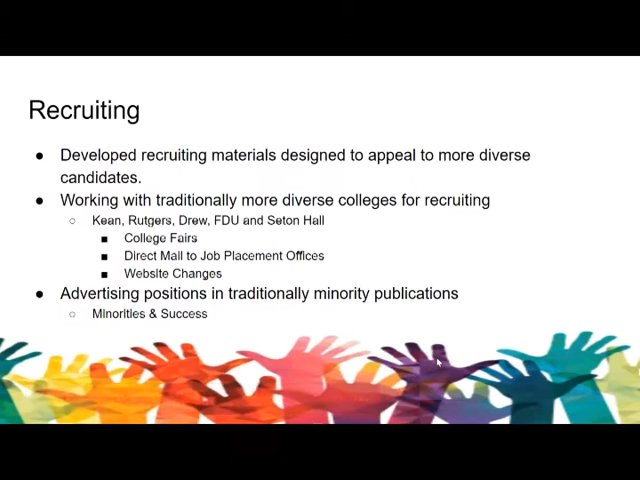 Recruiting
● Developed recruiting materials designed to appeal to more diverse
candidates.
● Working with traditionally more diverse colleges for recruiting
○ Kean, Rutgers, Drew, FDU and Seton Hall
■ College Fairs
■ Direct Mail to Job Placement Offices
■ Website Changes
● Advertising positions in traditionally minority publications
○ Minorities & Success